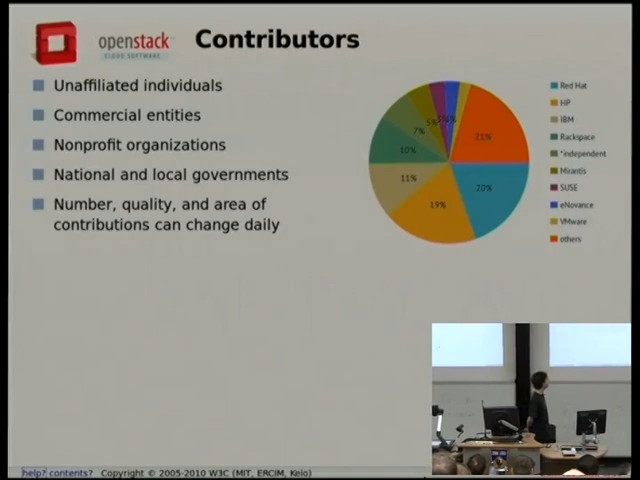 openstack
CLOUD SOFTWARE
Contributors
Unaffiliated individuals
Commercial entities
Nonprofit organizations
National and local governments
Number, quality, and area of
contributions can change daily
21%
20%
19%
11%
10%
7%
5%
Red Hat
HP
IBM
Rackspace
*independent
Mirantis
SUSE
eNovance
VMware
others
help? contents? Copyright © 2005-2010 W3C (MIT, ERCIM, Keio)